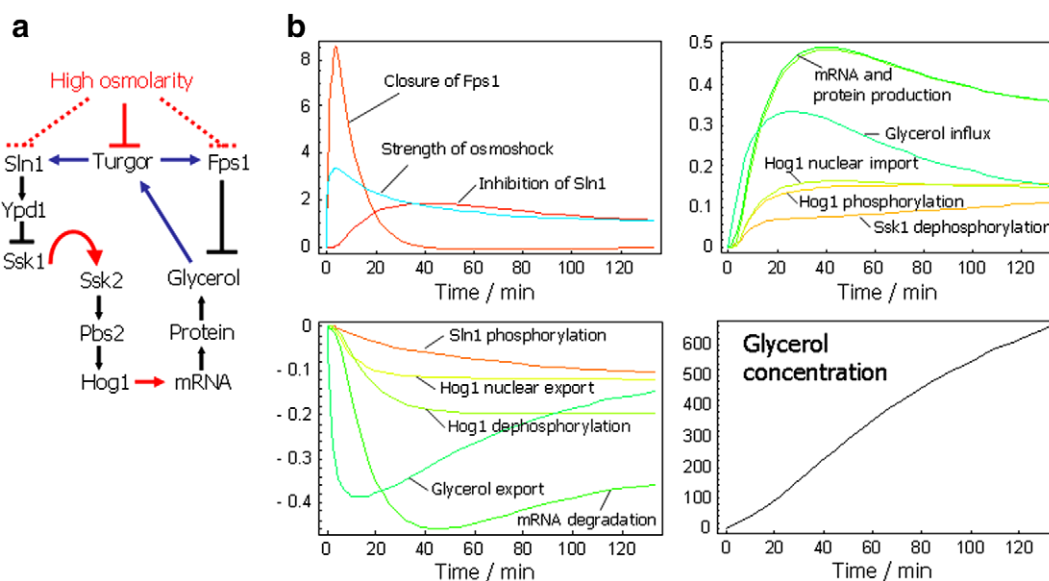 a
High osmolarity
Sln1
Turgor
Fps1
Ypd1
Ssk1
Ssk2
Glycerol
Pbs2
Protein
Hog1
mRNA
b
8
6
4
2
0
Closure of Fps1
Strength of osmoshock
Inhibition of Sln1
0 20 40 60 80 100 120
Time / min
0.5
0.4
0.3
0.2
0.1
0
mRNA and
protein production
Glycerol influx
Hog1 nuclear import
Hog1 phosphorylation
Ssk1 dephosphorylation
0 20 40 60 80 100 120
Time / min
0
- 0.1
- 0.2
- 0.3
- 0.4
Sln1 phosphorylation
Hog1 nuclear export
Hog1 dephosphorylation
Glycerol export
mRNA degradation
0 20 40 60 80 100 120
Time / min
600
500
400
300
200
100
0
Glycerol
concentration
0 20 40 60 80 100 120
Time / min